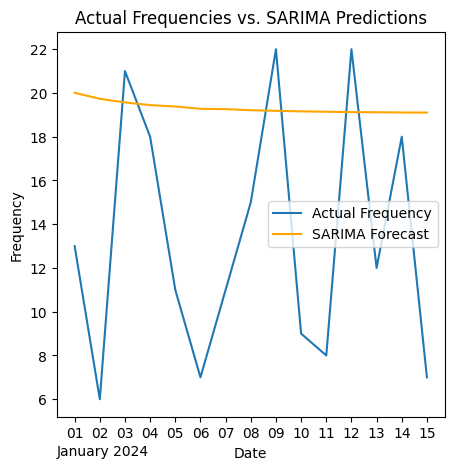 Actual Frequencies vs. SARIMA Predictions
22
20
18
16
14
12
10
8
6
Frequency
Actual Frequency
SARIMA Forecast
01 02 03 04 05 06 07 08 09 10 11 12 13 14 15
January 2024
Date